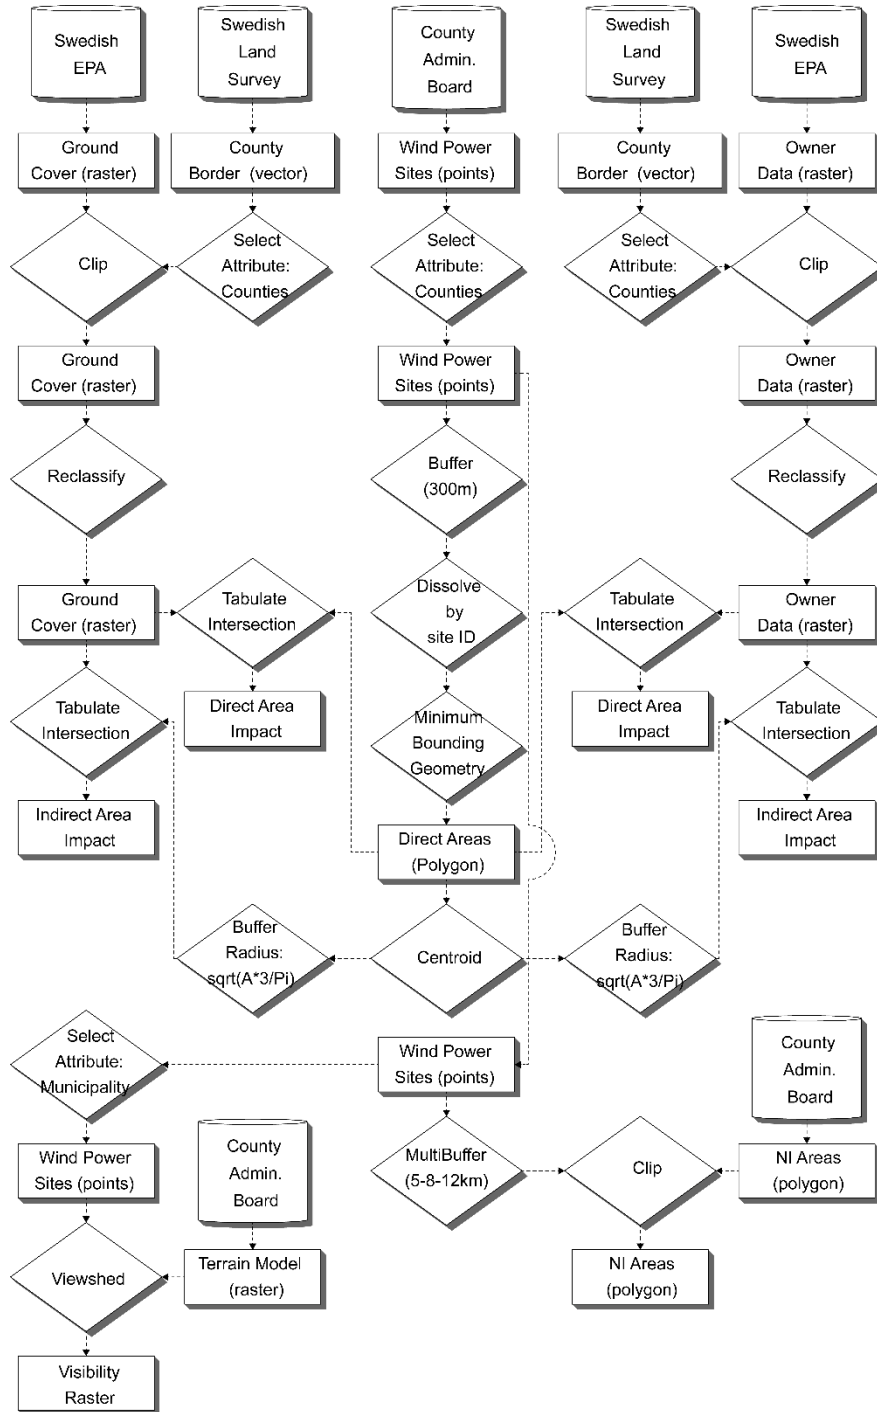 Swedish
EPA
Swedish
Land
Survey
County
Admin.
Board
Swedish
Land
Survey
Swedish
EPA
Ground
Cover (raster)
County
Border (vector)
Wind Power
Sites (points)
County
Border (vector)
Owner
Data (raster)
Clip
Select
Attribute:
Counties
Select
Attribute:
Counties
Select
Attribute:
Counties
Clip
Ground
Cover (raster)
Wind Power
Sites (points)
Owner
Data (raster)
Reclassify
Buffer
(300m)
Reclassify
Ground
Cover (raster)
Tabulate
Intersection
Dissolve
by
site ID
Tabulate
Intersection
Owner
Data (raster)
Tabulate
Intersection
Direct Area
Impact
Minimum
Bounding
Geometry
Direct Area
Impact
Tabulate
Intersection
Indirect Area
Impact
Direct Areas
(Polygon)
Indirect Area
Impact
Buffer
Radius:
sqrt(A*3/Pi)
Centroid
Buffer
Radius:
sqrt(A*3/Pi)
Select
Attribute:
Municipality
Wind Power
Sites (points)
County
Admin.
Board
Wind Power
Sites (points)
County
Admin.
Board
MultiBuffer
(5-8-12km)
Clip
NI Areas
(polygon)
Viewshed
Terrain Model
(raster)
NI Areas
(polygon)
Visibility
Raster